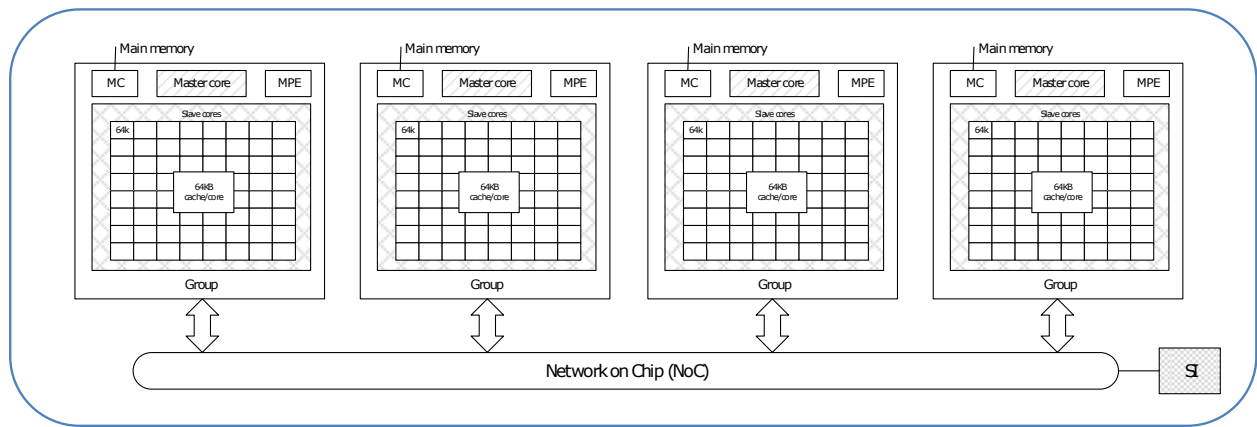 Main memory
Main memory
Main memory
Main memory
MC Master core MPE
MC Master core MPE
MC Master core MPE
MC Master core MPE
Slave cores
Slave cores
Slave cores
Slave cores
64k
64k
64k
64k
64KB
cache/core
64KB
cache/core
64KB
cache/core
64KB
cache/core
Group
Group
Group
Group
Network on Chip (NoC)
SI